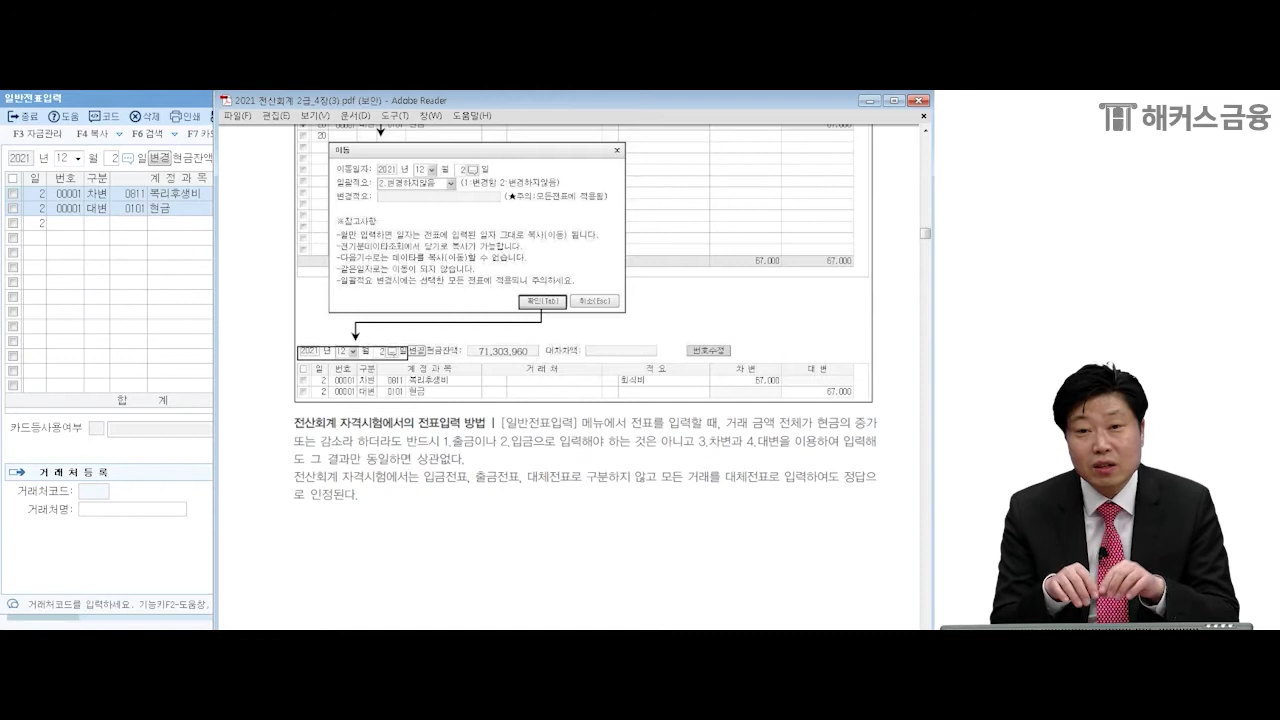 해커스금융
일반전표입력
종료 도움 코드 삭제 인쇄
F3 자금관리 F4 복사 F6 검색 F7 카
2021 년 12 월 2 일 변경 현금잔액
일 번호 구분 계 정 과 목
2 00001 차변 0811 복리후생비
2 00001 대변 0101 현금
2
합 계
카드등사용여부
거 래 처 등 록
거래처코드:
거래처명:
거래처코드를 입력하세요. 기능키F2-도움창,
2021 전산회계 2급_4장(3).pdf (보안) - Adobe Reader
파일(F) 편집(E) 보기(V) 문서(D) 도구(T) 창(W) 도움말(H)
20
이동
이동일자: 2021 년 12 월 2 일
일괄적요: 2.변경하지않음 (1:변경함 2:변경하지않음)
변경적요: (★주의:모든전표에 적용됨)
※참고사항
-월만 입력하면 일자는 전표에 입력된 일자 그대로 복사(이동) 됩니다.
-전기분데이타조회에서 당기로 복사가 가능합니다.
-다음기수로는 데이타를 복사(이동)할 수 없습니다.
-같은일자로는 이동이 되지 않습니다.
-일괄적요 변경시에는 선택한 모든 전표에 적용되니 주의하세요.
확인(Tab) 취소(Esc)
67,000 67,000
2021 년 12 월 2 일 변경 현금잔액: 71,303,960 대차차액: 번호수정
일 번호 구분 계 정 과 목 거 래 처 적 요 차 변 대 변
2 00001 차변 0811 복리후생비 회식비 67,000
2 00001 대변 0101 현금 67,000
전산회계 자격시험에서의 전표입력 방법 | [일반전표입력] 메뉴에서 전표를 입력할 때, 거래 금액 전체가 현금의 증가
또는 감소라 하더라도 반드시 1.출금이나 2.입금으로 입력해야 하는 것은 아니고 3.차변과 4.대변을 이용하여 입력해
도 그 결과만 동일하면 상관없다.
전산회계 자격시험에서는 입금전표, 출금전표, 대체전표로 구분하지 않고 모든 거래를 대체전표로 입력하여도 정답으
로 인정된다.